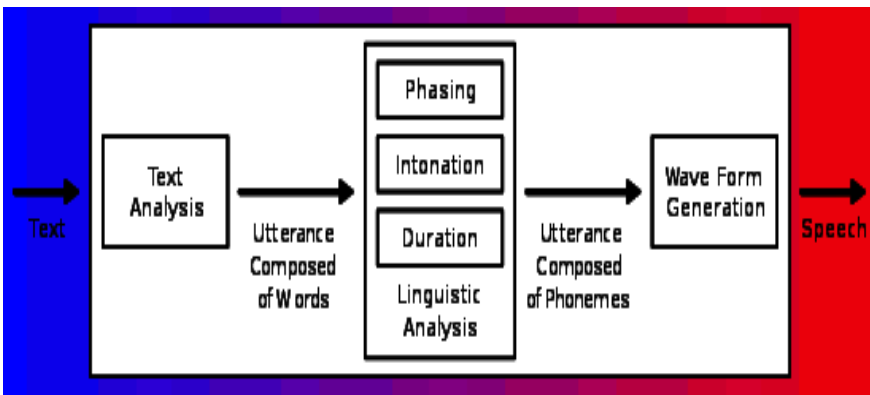 Text
Text
Analysis
Utterance
Composed
of Words
Phasing
Intonation
Duration
Linguistic
Analysis
Utterance
Composed
of Phonemes
Wave Form
Generation
Speech